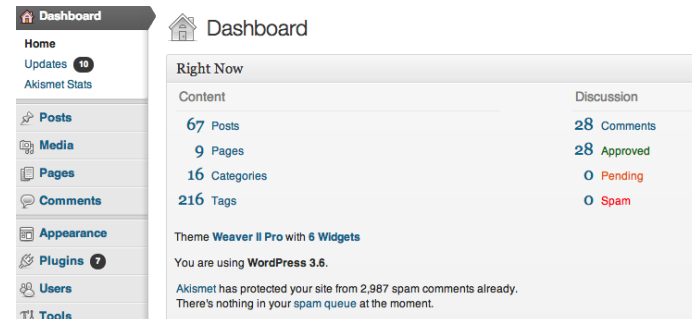 Dashboard
Home
Updates 10
Akismet Stats
Posts
Media
Pages
Comments
Appearance
Plugins 7
Users
Tools
Dashboard
Right Now
Content
67 Posts
9 Pages
16 Categories
216 Tags
Discussion
28 Comments
28 Approved
0 Pending
0 Spam
Theme Weaver II Pro with 6 Widgets
You are using WordPress 3.6.
Akismet has protected your site from 2,987 spam comments already.
There's nothing in your spam queue at the moment.